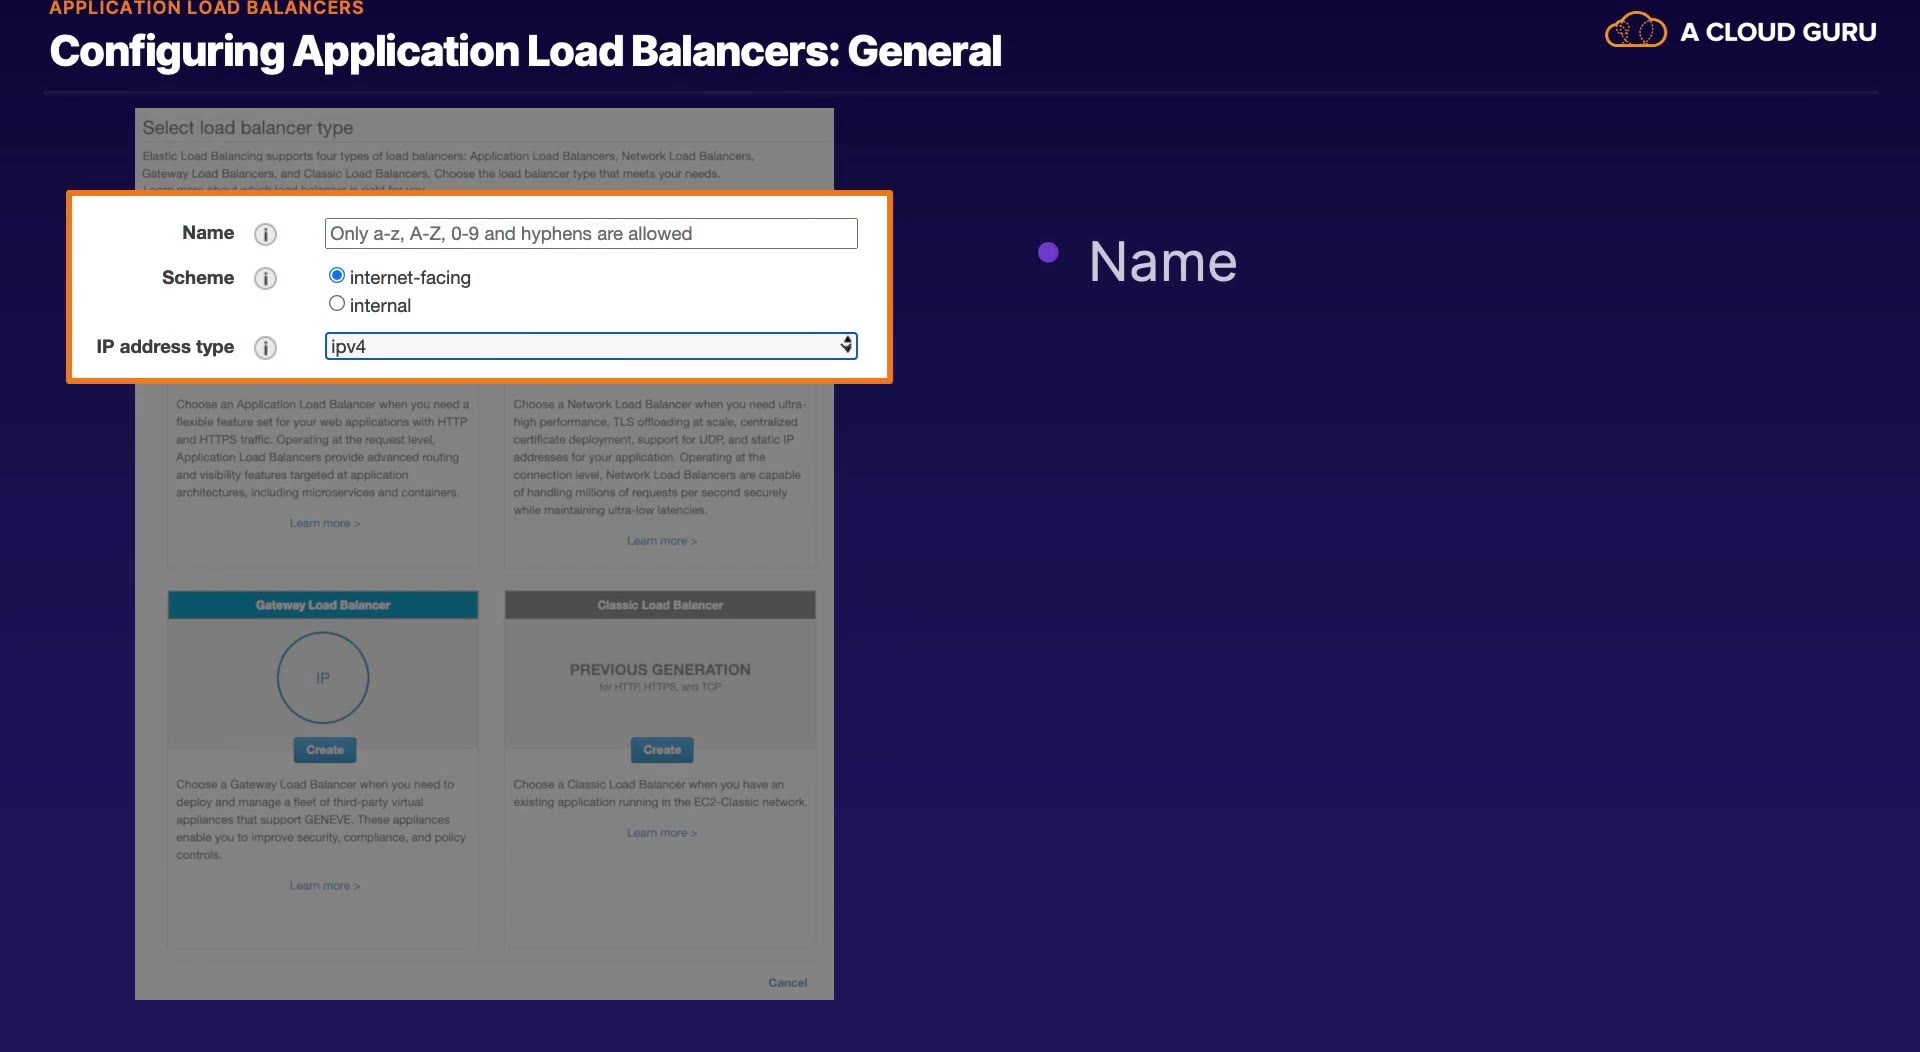 APPLICATION LOAD BALANCERS
Configuring Application Load Balancers: General
A CLOUD GURU
Select load balancer type
Elastic Load Balancing supports four types of load balancers: Application Load Balancers, Network Load Balancers,
Gateway Load Balancers, and Classic Load Balancers. Choose the load balancer type that meets your needs.
Learn more about which load balancer is right for you
Name
Only a-z, A-Z, 0-9 and hyphens are allowed
Scheme
internet-facing
internal
IP address type
ipv4
Name
Choose an Application Load Balancer when you need a
flexible feature set for your web applications with HTTP
and HTTPS traffic. Operating at the request level,
Application Load Balancers provide advanced routing
and visibility features targeted at application
architectures, including microservices and containers.
Learn more >
Choose a Network Load Balancer when you need ultra-
high performance, TLS offloading at scale, centralized
certificate deployment, support for UDP, and static IP
addresses for your application. Operating at the
connection level, Network Load Balancers are capable
of handling millions of requests per second securely
while maintaining ultra-low latencies.
Learn more >
Gateway Load Balancer
IP
Create
Choose a Gateway Load Balancer when you need to
deploy and manage a fleet of third-party virtual
appliances that support GENEVE. These appliances
enable you to improve security, compliance, and policy
controls.
Learn more >
Classic Load Balancer
PREVIOUS GENERATION
for HTTP, HTTPS, and TCP
Create
Choose a Classic Load Balancer when you have an
existing application running in the EC2-Classic network.
Learn more >
Cancel